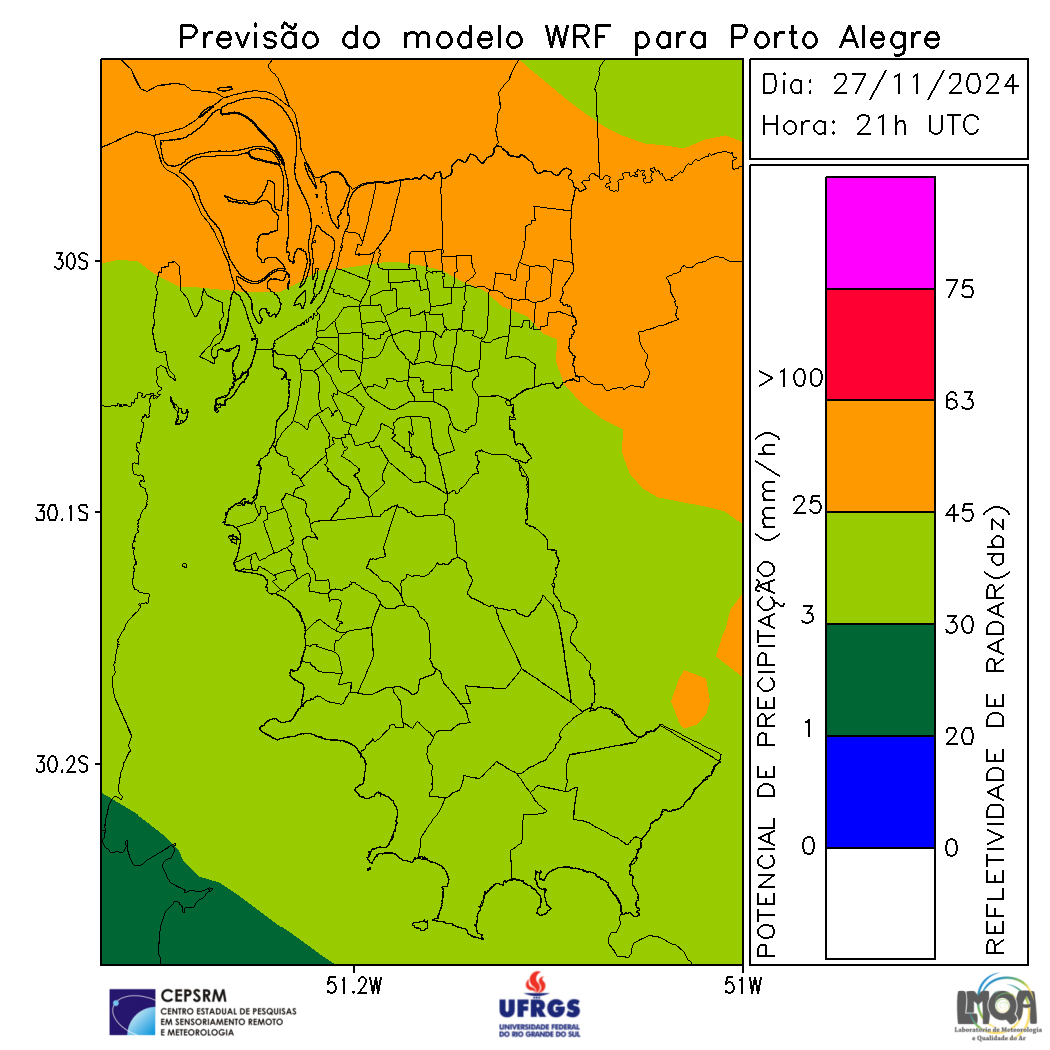 Previsão do modelo WRF para Porto Alegre
Dia: 27/11/2024
Hora: 21h UTC
30S
30.1S
30.2S
51.2W
51W
POTENCIAL DE PRECIPITAÇÃO (mm/h)
>100
25
3
1
0
75
63
45
30
20
0
REFLETIVIDADE DE RADAR(dbz)
CEPSRM
CENTRO ESTADUAL DE PESQUISAS
EM SENSORIAMENTO REMOTO
E METEOROLOGIA
UFRGS
UNIVERSIDADE FEDERAL
DO RIO GRANDE DO SUL
LMQA
Laboratório de Meteorologia
e Qualidade do Ar